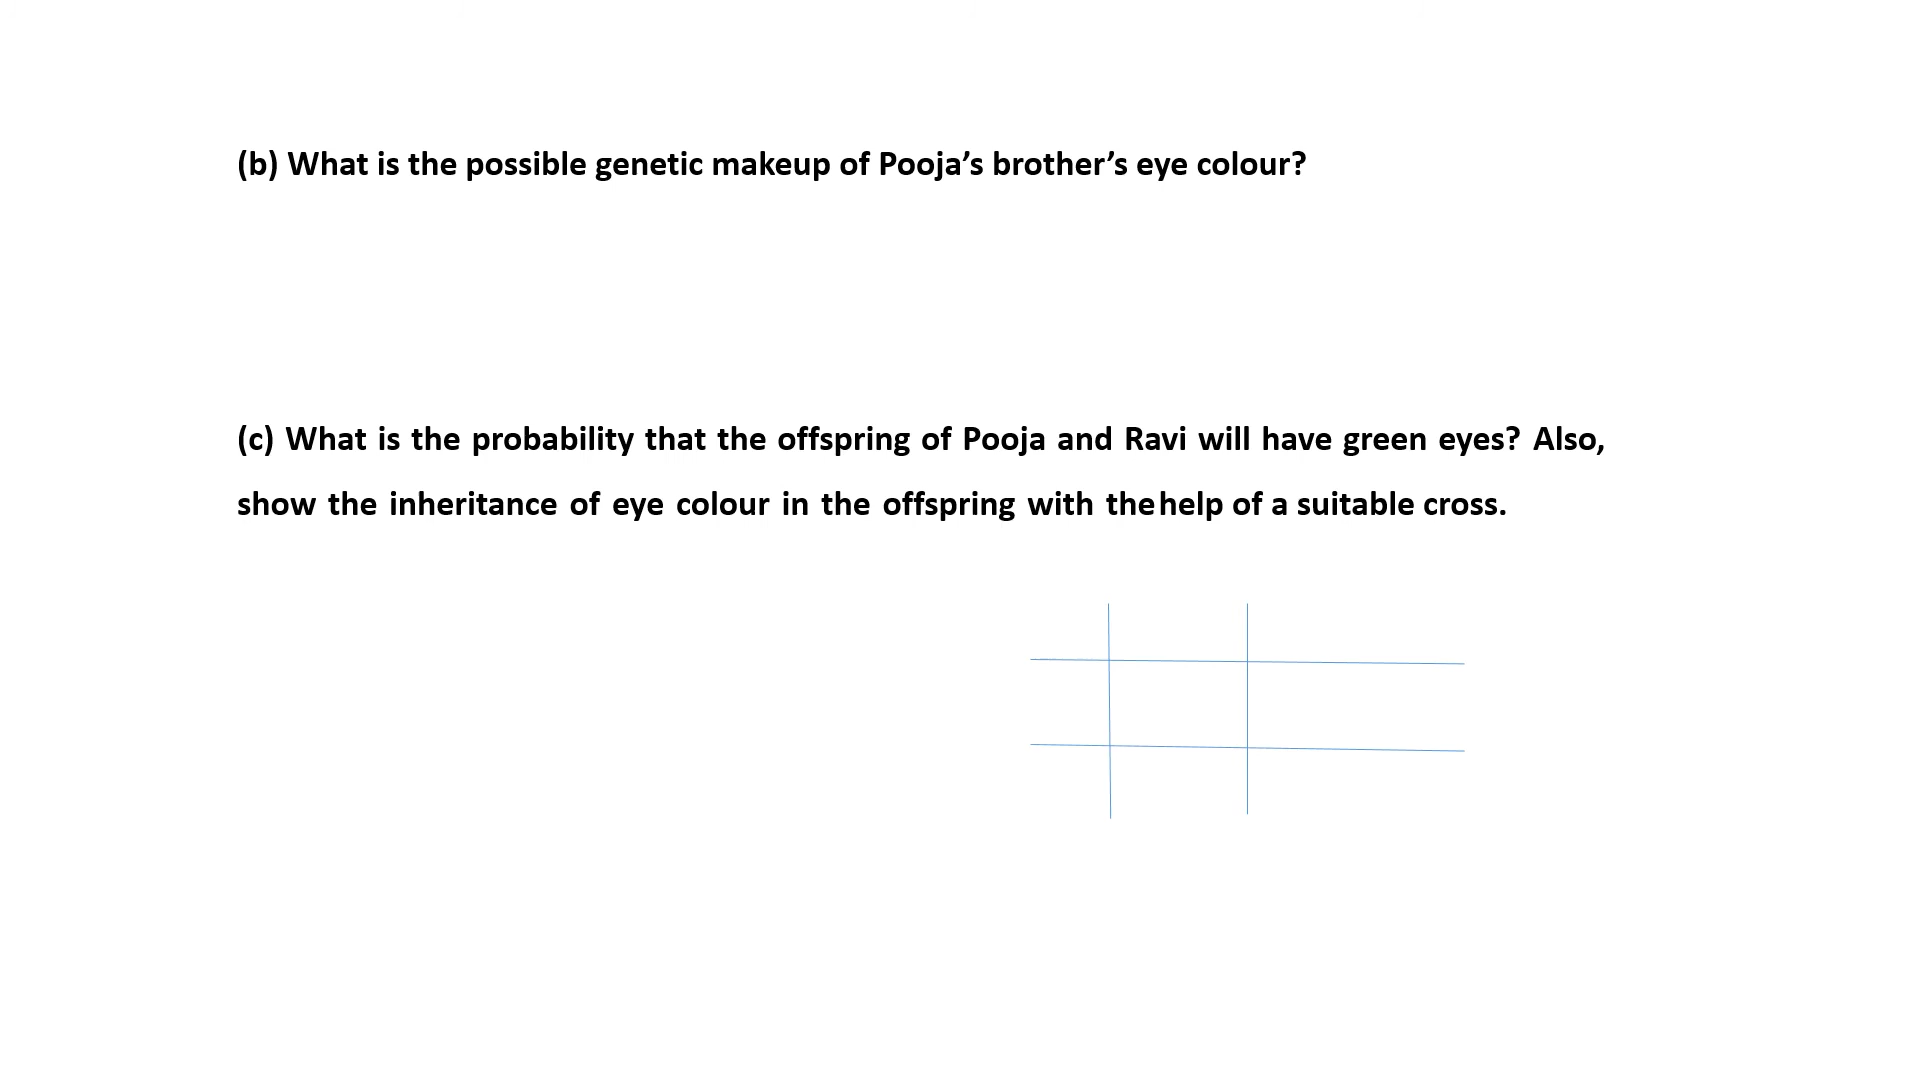 (b) What is the possible genetic makeup of Pooja’s brother’s eye colour?
(c) What is the probability that the offspring of Pooja and Ravi will have green eyes? Also,
show the inheritance of eye colour in the offspring with thehelp of a suitable cross.